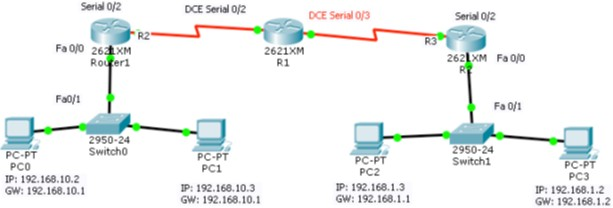 Serial 0/2
DCE Serial 0/2
DCE Serial 0/3
Serial 0/2
R2
R3
Fa 0/0
2621XM
Router1
2621XM
R1
2621XM
Fa 0/0
Fa0/1
Fa 0/1
2950-24
Switch0
2950-24
Switch1
PC-PT
PC0
IP: 192.168.10.2
GW: 192.168.10.1
PC-PT
PC1
IP: 192.168.10.3
GW: 192.168.10.1
PC-PT
PC2
IP: 192.168.1.3
GW: 192.168.1.1
PC-PT
PC3
IP: 192.168.1.2
GW: 192.168.1.2